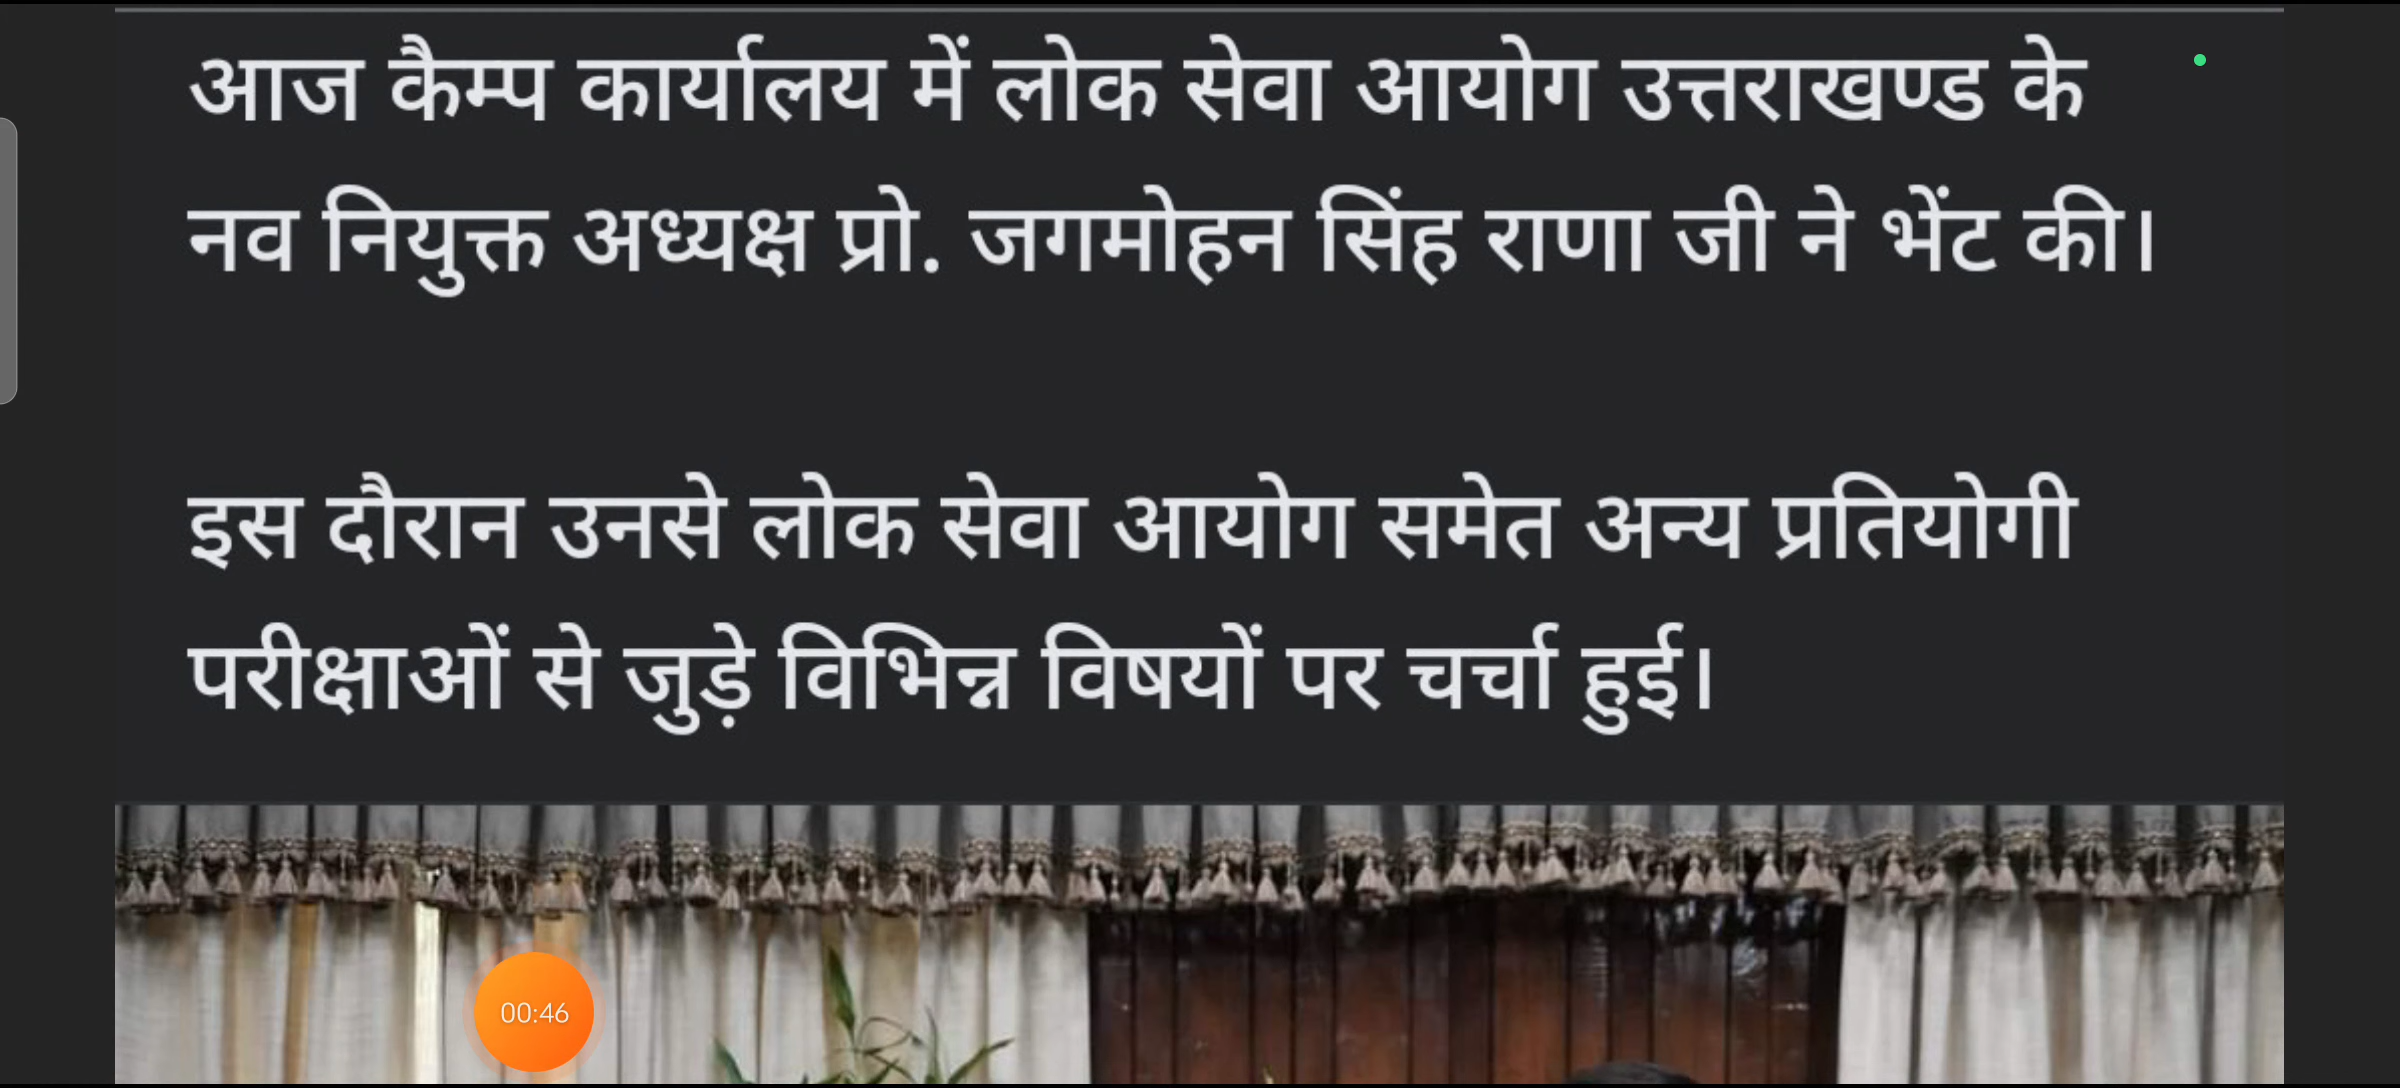 आज कैम्प कार्यालय में लोक सेवा आयोग उत्तराखण्ड के
नव नियुक्त अध्यक्ष प्रो. जगमोहन सिंह राणा जी ने भेंट की।
इस दौरान उनसे लोक सेवा आयोग समेत अन्य प्रतियोगी
परीक्षाओं से जुड़े विभिन्न विषयों पर चर्चा हुई।
00:46